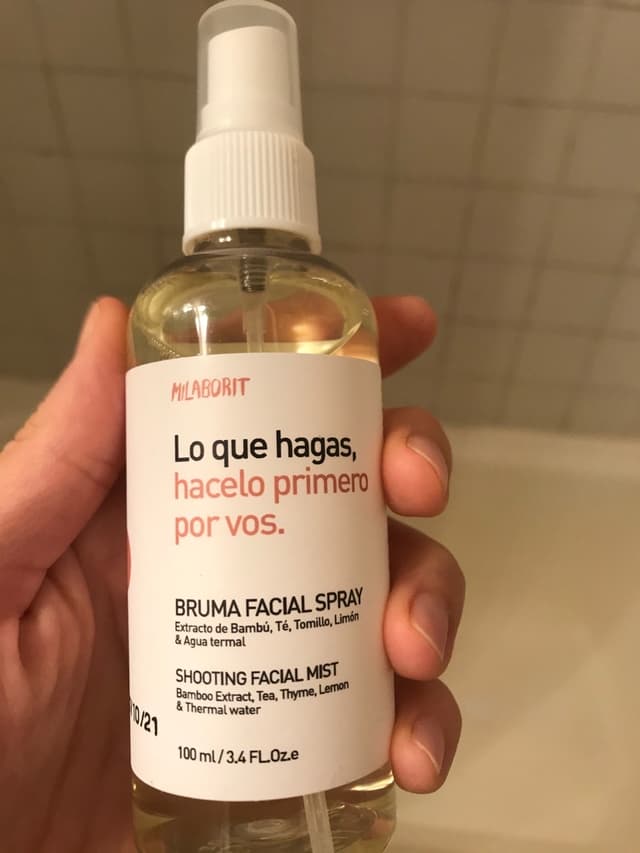 MILABORIT
Lo que hagas,
hacelo primero
por vos.
BRUMA FACIAL SPRAY
Extracto de Bambú, Té, Tomillo, Limón
& Agua termal
SHOOTING FACIAL MIST
Bamboo Extract, Tea, Thyme, Lemon
& Thermal water
10/21
100 ml / 3.4 FL.Oz.e